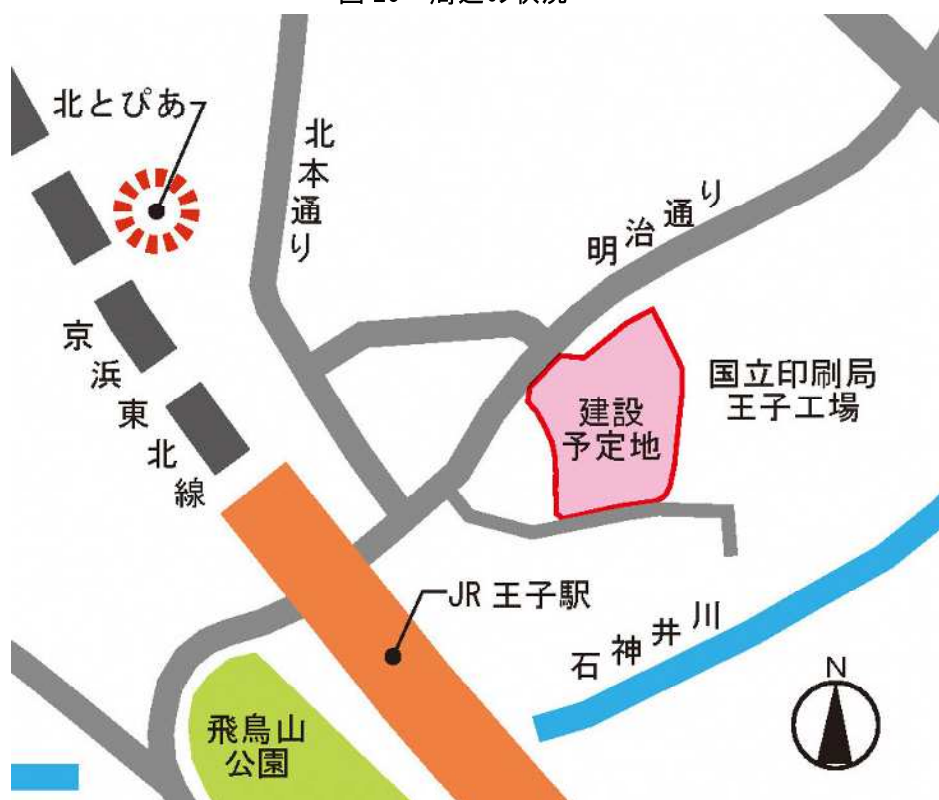 北とぴあ
北本通り
明治通り
京浜東北線
国立印刷局
王子工場
建設
予定地
JR 王子駅
石神井川
N
飛鳥山
公園